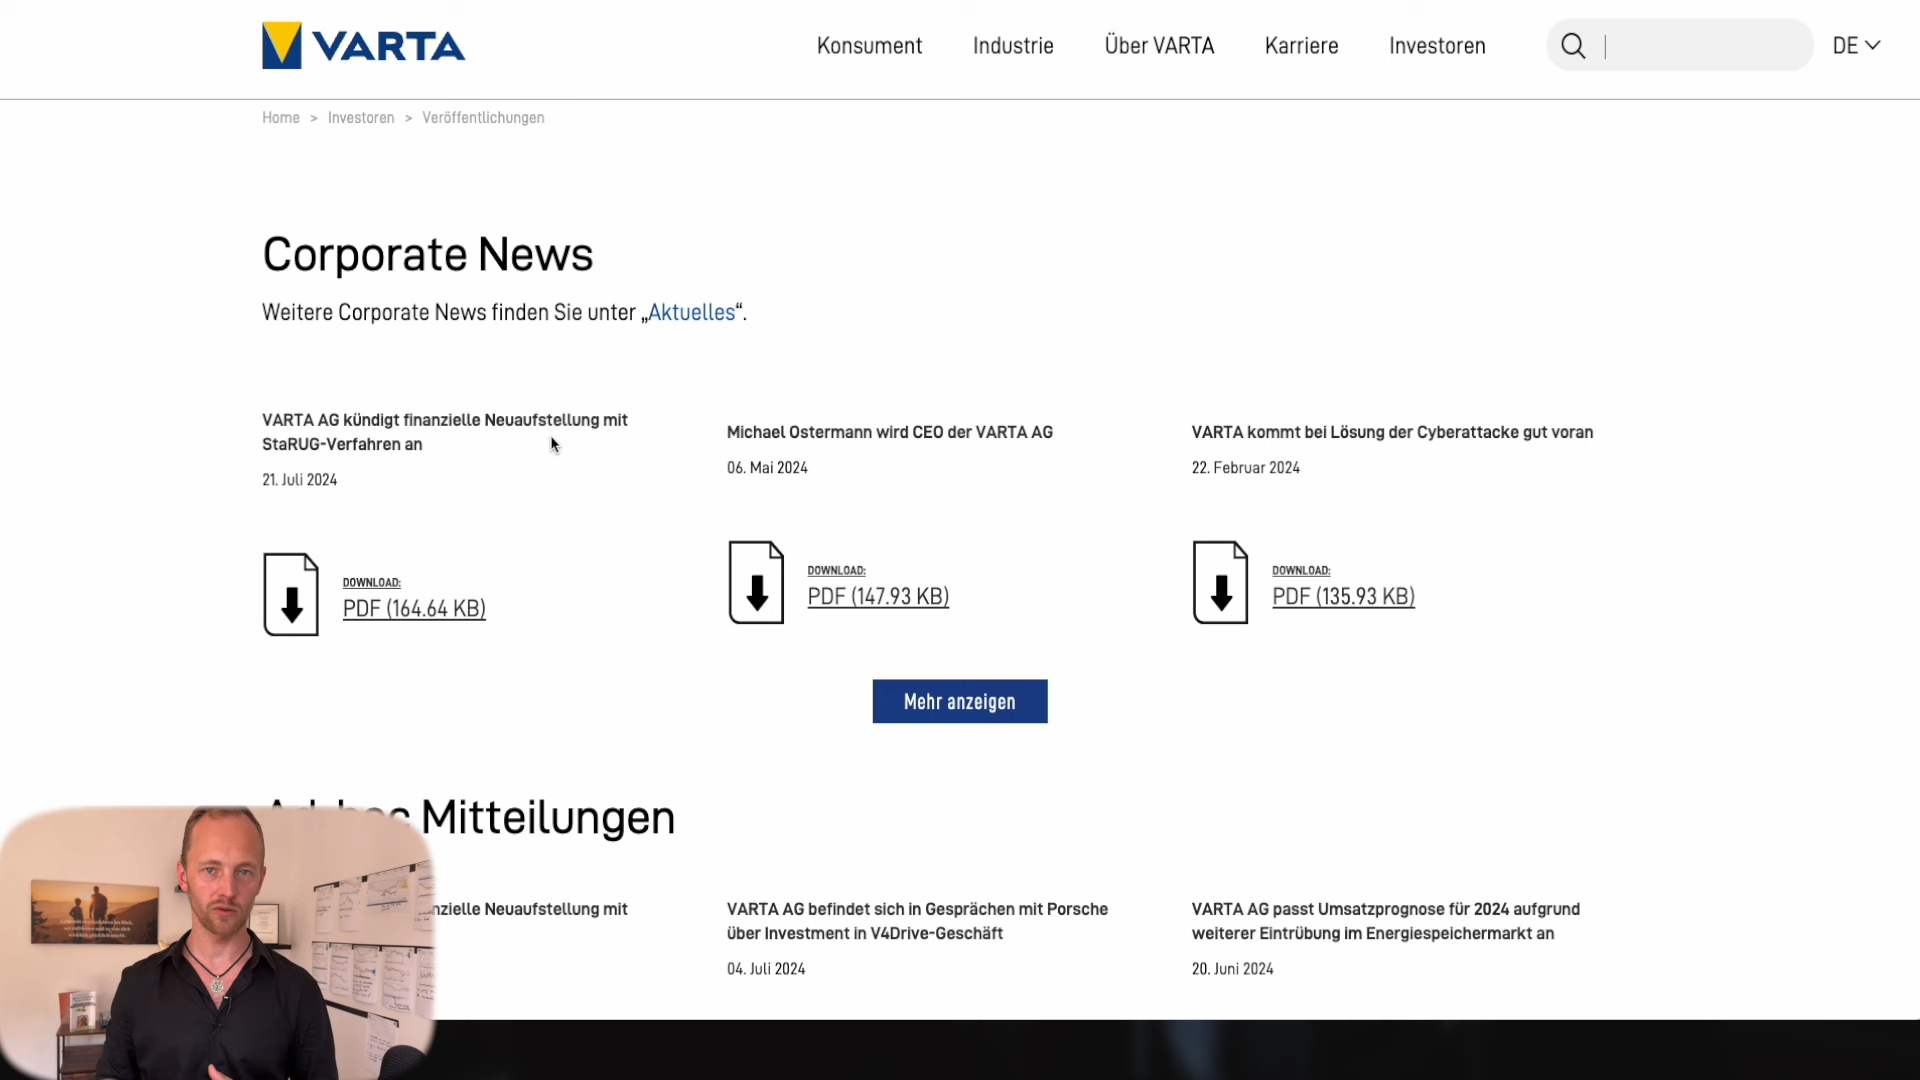 VARTA
Konsument
Industrie
Über VARTA
Karriere
Investoren
DE
Home > Investoren > Veröffentlichungen
Corporate News
Weitere Corporate News finden Sie unter „Aktuelles“.
VARTA AG kündigt finanzielle Neuaufstellung mit
StaRUG-Verfahren an
21. Juli 2024
DOWNLOAD:
PDF (164.64 KB)
Michael Ostermann wird CEO der VARTA AG
06. Mai 2024
DOWNLOAD:
PDF (147.93 KB)
VARTA kommt bei Lösung der Cyberattacke gut voran
22. Februar 2024
DOWNLOAD:
PDF (135.93 KB)
Mehr anzeigen
Mitteilungen
Neuaufstellung mit
VARTA AG befindet sich in Gesprächen mit Porsche
über Investment in V4Drive-Geschäft
04. Juli 2024
VARTA AG passt Umsatzprognose für 2024 aufgrund
weiterer Eintrübung im Energiespeichermarkt an
20. Juni 2024